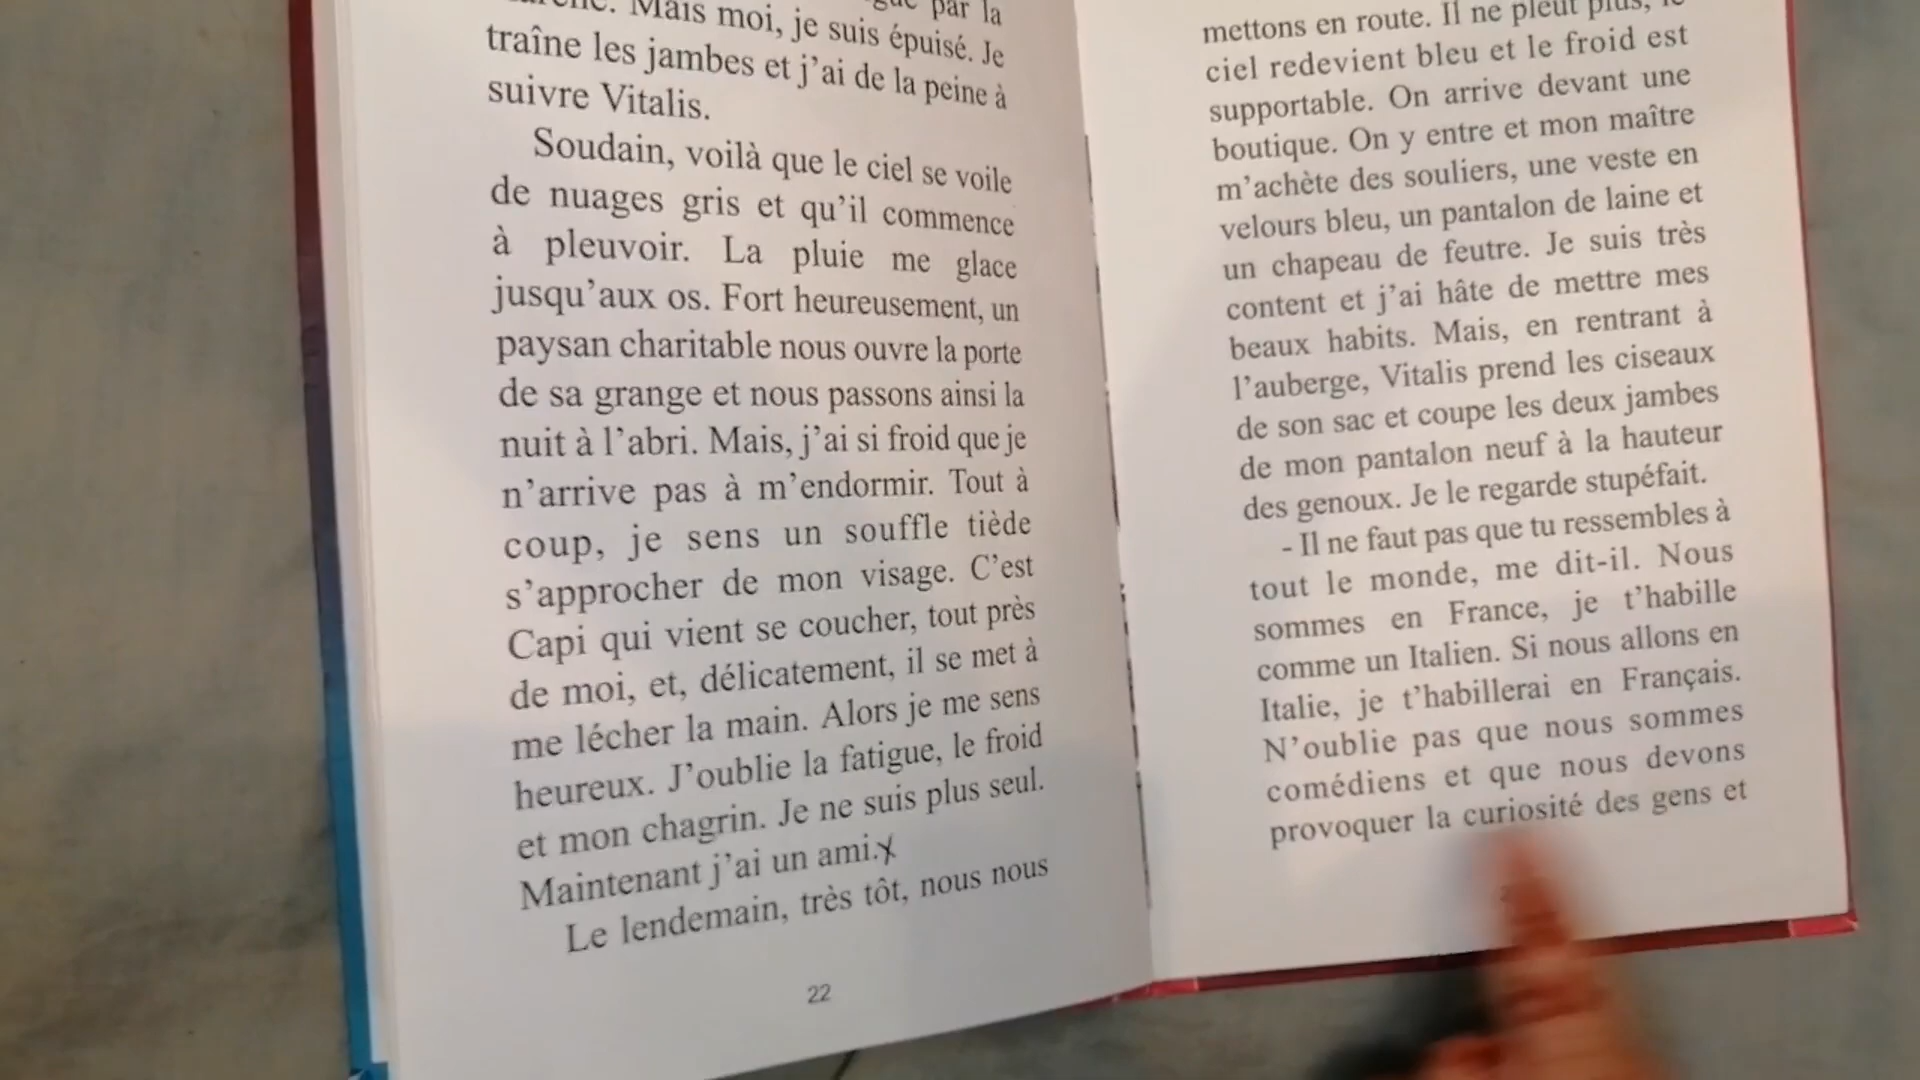 par la
Mais moi, je suis épuisé. Je
traîne les jambes et j'ai de la peine à
suivre Vitalis.
Soudain, voilà que le ciel se voile
de nuages gris et qu'il commence
à pleuvoir. La pluie me glace
jusqu'aux os. Fort heureusement, un
paysan charitable nous ouvre la porte
de sa grange et nous passons ainsi la
nuit à l'abri. Mais, j'ai si froid que je
n'arrive pas à m'endormir. Tout à
coup, je sens un souffle tiède
s'approcher de mon visage. C'est
Capi qui vient se coucher, tout près
de moi, et, délicatement, il se met à
me lécher la main. Alors je me sens
heureux. J'oublie la fatigue, le froid
et mon chagrin. Je ne suis plus seul.
Maintenant j'ai un ami.
Le lendemain, très tôt, nous nous
22
mettons en route. Il ne pleut plus, le
ciel redevient bleu et le froid est
supportable. On arrive devant une
boutique. On y entre et mon maître
m'achète des souliers, une veste en
velours bleu, un pantalon de laine et
un chapeau de feutre. Je suis très
content et j'ai hâte de mettre mes
beaux habits. Mais, en rentrant à
l'auberge, Vitalis prend les ciseaux
de son sac et coupe les deux jambes
de mon pantalon neuf à la hauteur
des genoux. Je le regarde stupéfait.
- Il ne faut pas que tu ressembles à
tout le monde, me dit-il. Nous
sommes en France, je t'habille
comme un Italien. Si nous allons en
Italie, je t'habillerai en Français.
N'oublie pas que nous sommes
comédiens et que nous devons
provoquer la curiosité des gens et